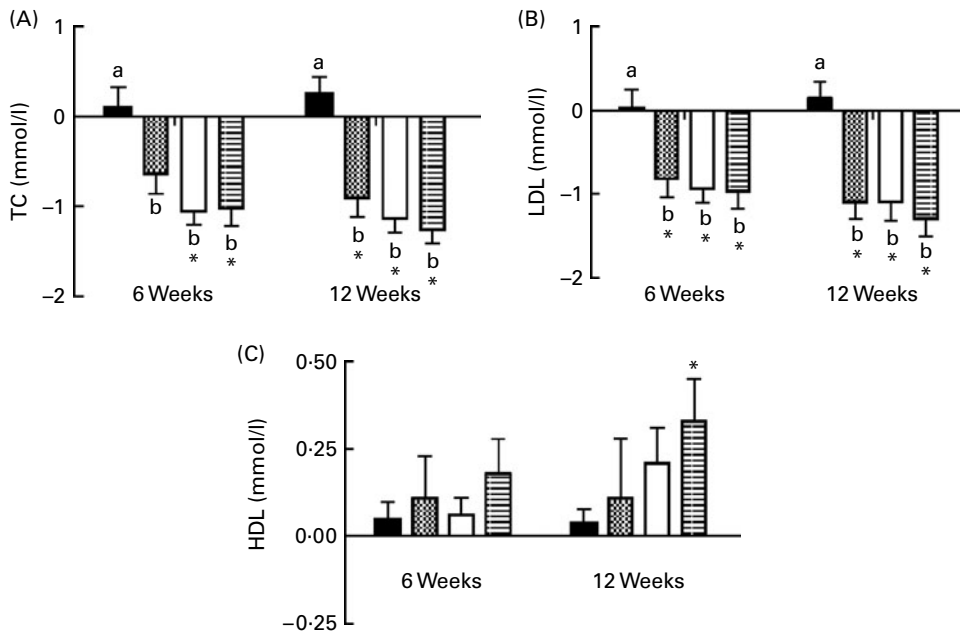 (A)
TC (mmol/l)
1
0
−1
−2
a
b
b
*
b
*
a
b
*
b
*
b
*
6 Weeks
12 Weeks
(B)
LDL (mmol/l)
1
0
−1
−2
a
b
*
b
*
b
*
a
b
*
b
*
b
*
6 Weeks
12 Weeks
(C)
HDL (mmol/l)
0·50
0·25
0·00
−0·25
*
6 Weeks
12 Weeks